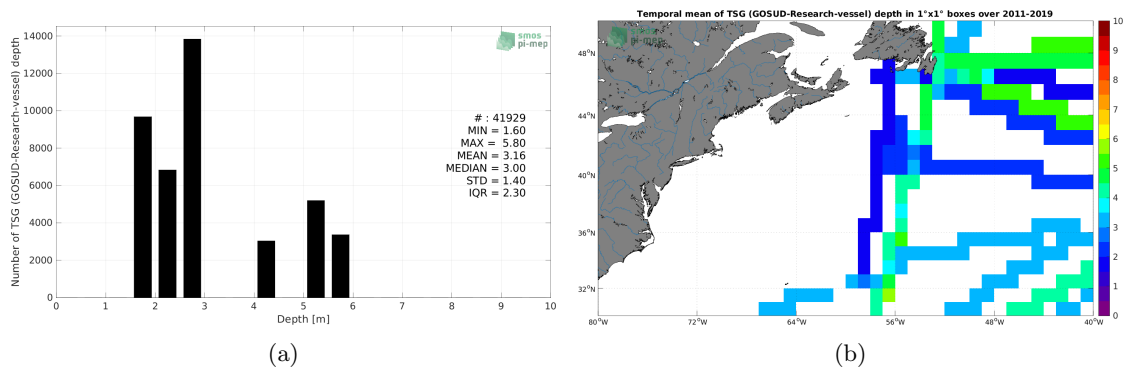 Number of TSG (GOSUD-Research-vessel) depth
14000
12000
10000
8000
6000
4000
2000
0
0 1 2 3 4 5 6 7 8 9 10
Depth [m]
smos
pi-mep
# : 41929
MIN = 1.60
MAX = 5.80
MEAN = 3.16
MEDIAN = 3.00
STD = 1.40
IQR = 2.30
(a)
Temporal mean of TSG (GOSUD-Research-vessel) depth in 1°x1° boxes over 2011-2019
smos
pi-mep
48°N
44°N
40°N
36°N
32°N
80°W 72°W 64°W 56°W 48°W 40°W
10
9
8
7
6
5
4
3
2
1
0
(b)